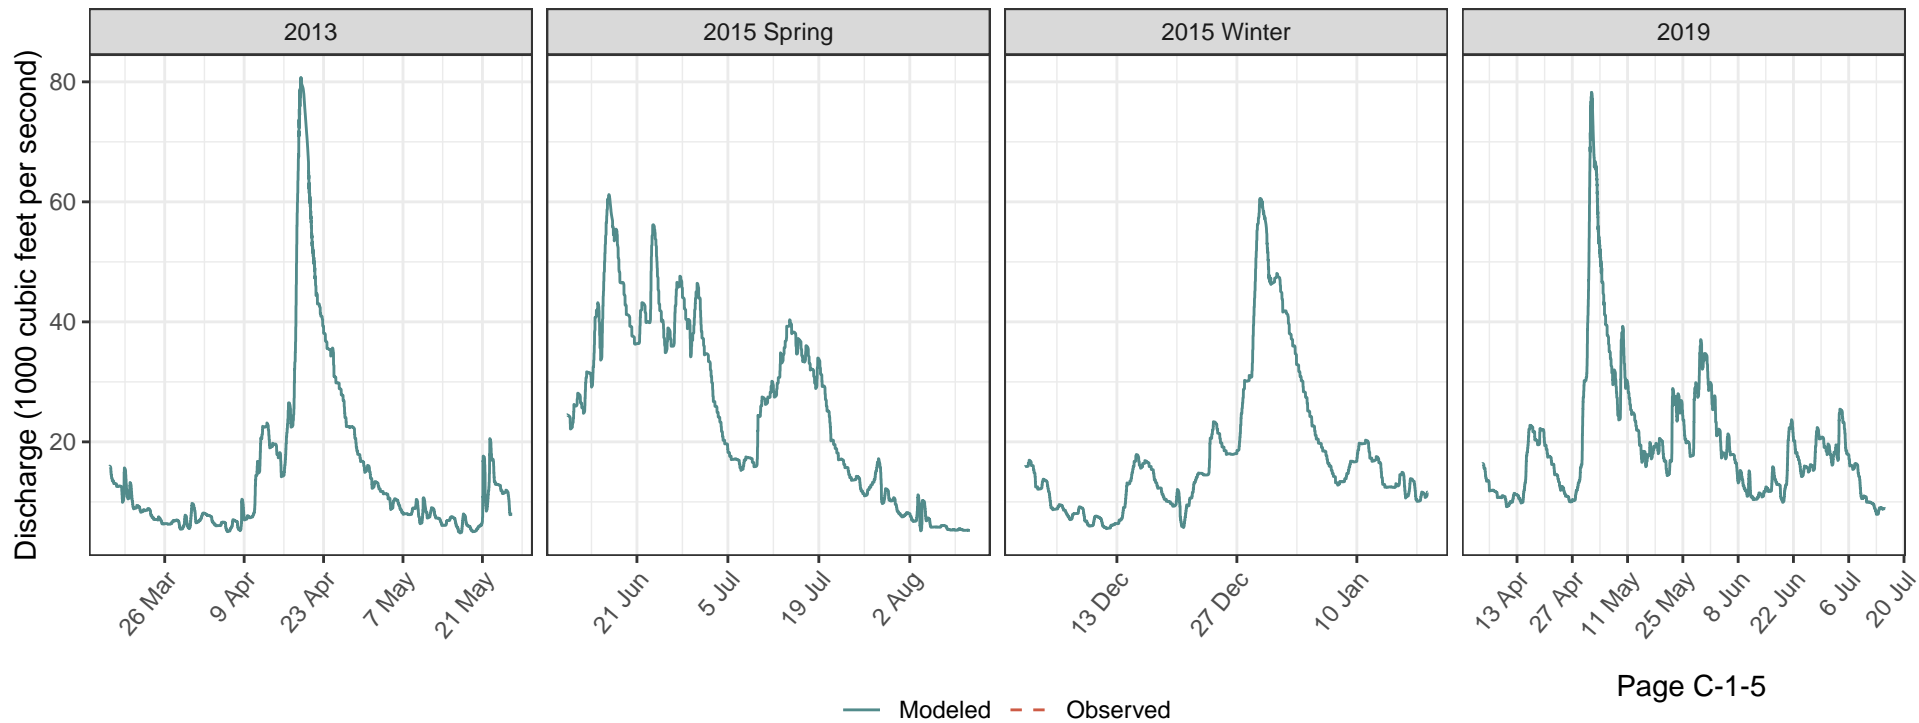 2013
2015 Spring
2015 Winter
2019
Discharge (1000 cubic feet per second)
80
60
40
20
26 Mar
9 Apr
23 Apr
7 May
21 May
21 Jun
5 Jul
19 Jul
2 Aug
13 Dec
27 Dec
10 Jan
13 Apr
27 Apr
11 May
25 May
8 Jun
22 Jun
6 Jul
20 Jul
Page C-1-5
Modeled
Observed